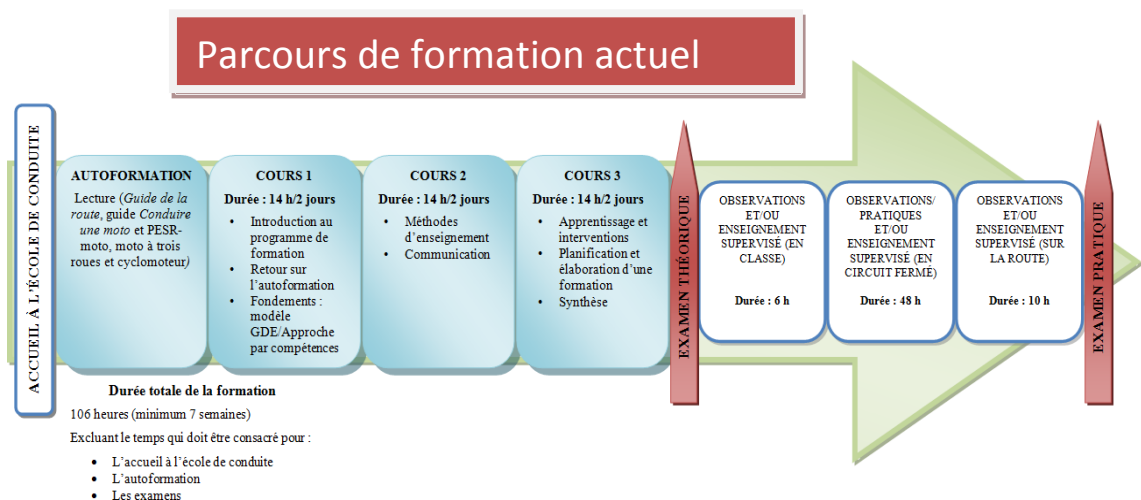 Parcours de formation actuel
ACCUEIL À L'ÉCOLE DE CONDUITE
AUTOFORMATION
Lecture (Guide de la
route, guide Conduire
une moto et PESR-
moto, moto à trois
roues et cyclomoteur)
COURS 1
Durée : 14 h/2 jours
• Introduction au
programme de
formation
• Retour sur
l'autoformation
• Fondements :
modèle
GDE/Approche
par compétences
COURS 2
Durée : 14 h/2 jours
• Méthodes
d'enseignement
• Communication
COURS 3
Durée : 14 h/2 jours
• Apprentissage et
interventions
• Planification et
élaboration d'une
formation
• Synthèse
EXAMEN THÉORIQUE
OBSERVATIONS
ET/OU
ENSEIGNEMENT
SUPERVISÉ (EN
CLASSE)
Durée : 6 h
OBSERVATIONS/
PRATIQUES
ET/OU
ENSEIGNEMENT
SUPERVISÉ (EN
CIRCUIT FERMÉ)
Durée : 48 h
OBSERVATIONS
ET/OU
ENSEIGNEMENT
SUPERVISÉ (SUR
LA ROUTE)
Durée : 10 h
EXAMEN PRATIQUE
Durée totale de la formation
106 heures (minimum 7 semaines)
Excluant le temps qui doit être consacré pour :
• L'accueil à l'école de conduite
• L'autoformation
• Les examens